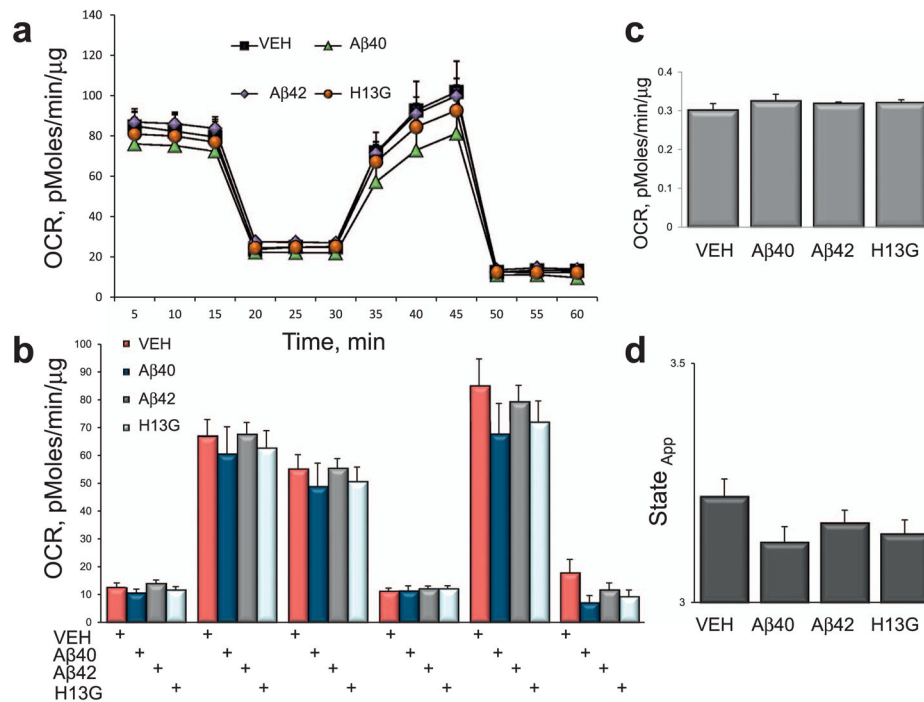 a
OCR, pMoles/min/µg
140
120
100
80
60
40
20
0
VEH
Aβ40
Aβ42
H13G
5 10 15 20 25 30 35 40 45 50 55 60
Time, min
b
OCR, pMoles/min/µg
100
90
80
70
60
50
40
30
20
10
0
VEH
Aβ40
Aβ42
H13G
VEH + + + + + +
Aβ40 + + + + + +
Aβ42 + + + + + +
H13G + + + + + +
c
OCR, pMoles/min/µg
0.4
0.3
0.2
0.1
0
VEH Aβ40 Aβ42 H13G
d
State App
3.5
3
VEH Aβ40 Aβ42 H13G